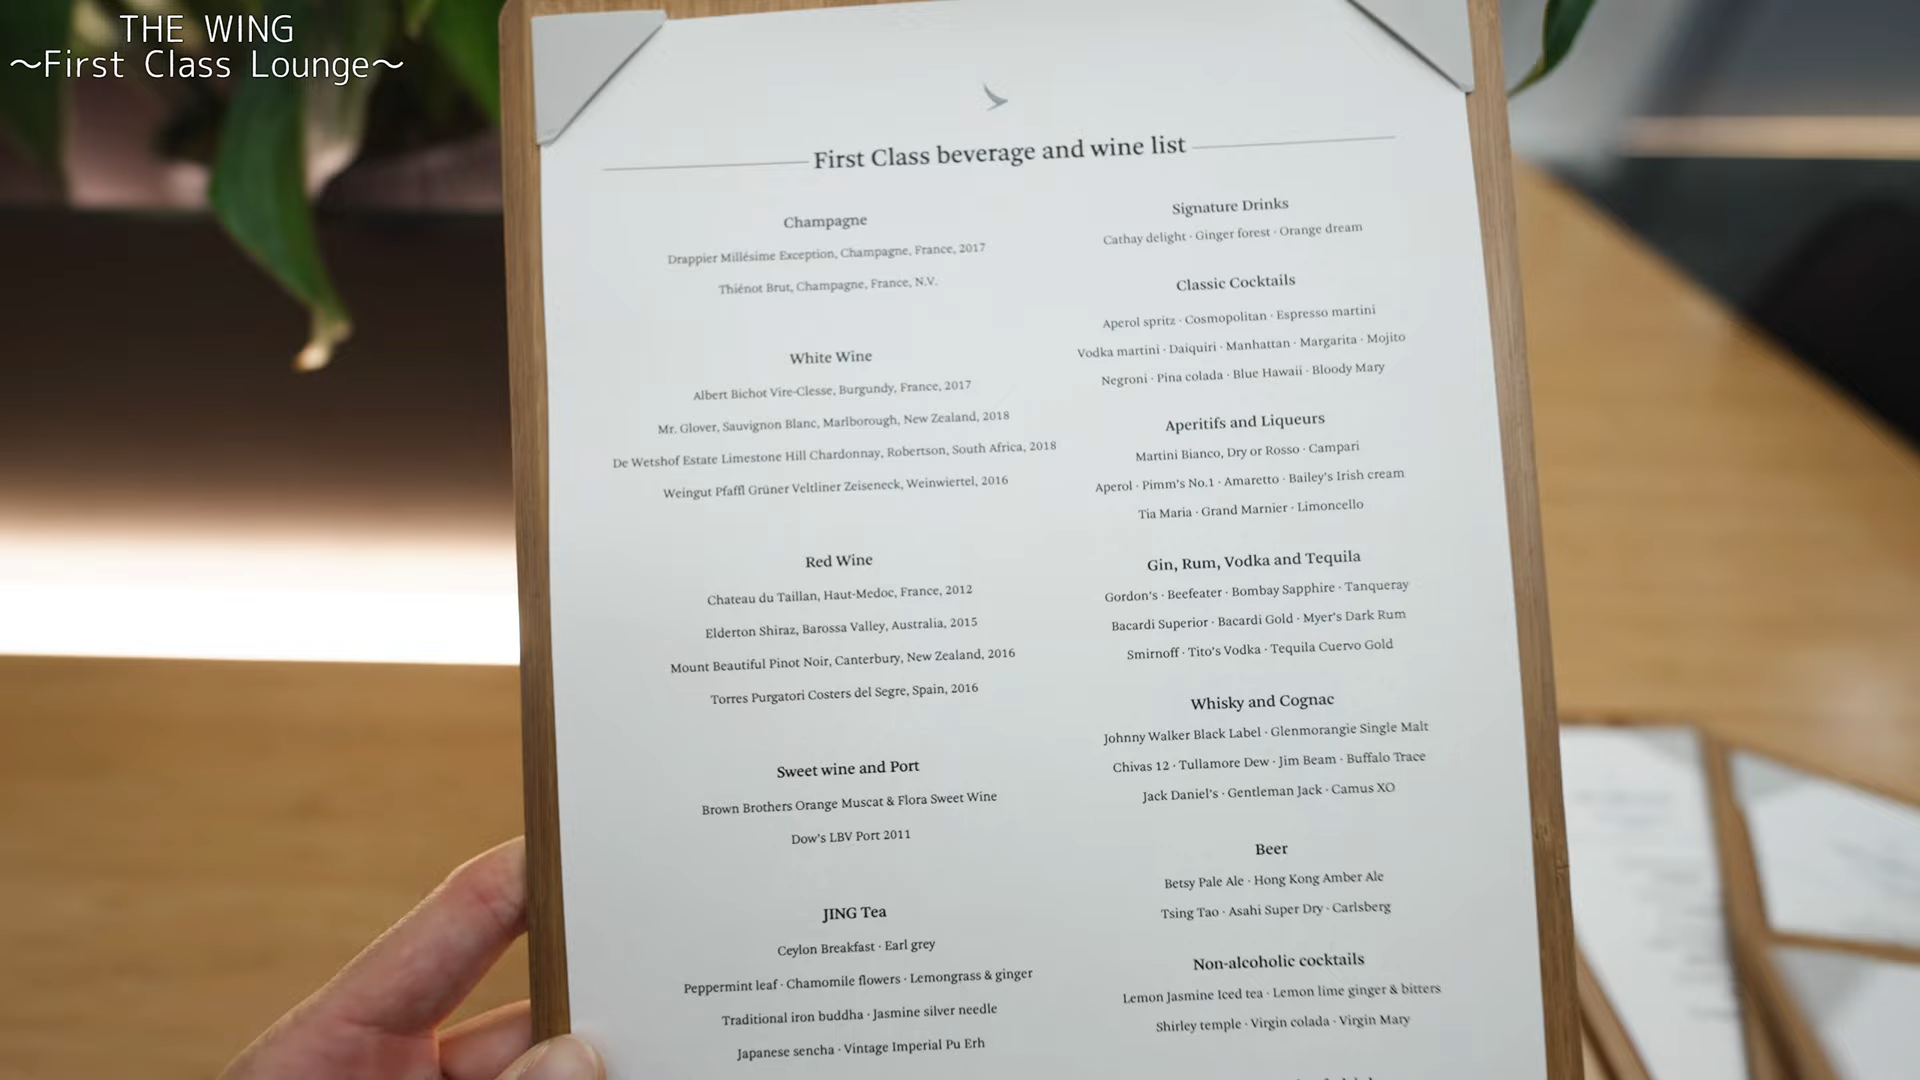 THE WING
～First Class Lounge～
First Class beverage and wine list
Champagne
Drappier Millésime Exception, Champagne, France, 2017
Thiénot Brut, Champagne, France, N.V.
White Wine
Albert Bichot Vire-Clesse, Burgundy, France, 2017
Mr. Glover, Sauvignon Blanc, Marlborough, New Zealand, 2018
De Wetshof Estate Limestone Hill Chardonnay, Robertson, South Africa, 2018
Weingut Pfaffl Grüner Veltliner Zeiseneck, Weinwiertel, 2016
Red Wine
Chateau du Taillan, Haut-Medoc, France, 2012
Elderton Shiraz, Barossa Valley, Australia, 2015
Mount Beautiful Pinot Noir, Canterbury, New Zealand, 2016
Torres Purgatori Costers del Segre, Spain, 2016
Sweet wine and Port
Brown Brothers Orange Muscat & Flora Sweet Wine
Dow's LBV Port 2011
JING Tea
Ceylon Breakfast · Earl grey
Peppermint leaf · Chamomile flowers · Lemongrass & ginger
Traditional iron buddha · Jasmine silver needle
Japanese sencha · Vintage Imperial Pu Erh
Signature Drinks
Cathay delight · Ginger forest · Orange dream
Classic Cocktails
Aperol spritz · Cosmopolitan · Espresso martini
Vodka martini · Daiquiri · Manhattan · Margarita · Mojito
Negroni · Pina colada · Blue Hawaii · Bloody Mary
Aperitifs and Liqueurs
Martini Bianco, Dry or Rosso · Campari
Aperol · Pimm's No.1 · Amaretto · Bailey's Irish cream
Tia Maria · Grand Marnier · Limoncello
Gin, Rum, Vodka and Tequila
Gordon's · Beefeater · Bombay Sapphire · Tanqueray
Bacardi Superior · Bacardi Gold · Myer's Dark Rum
Smirnoff · Tito's Vodka · Tequila Cuervo Gold
Whisky and Cognac
Johnny Walker Black Label · Glenmorangie Single Malt
Chivas 12 · Tullamore Dew · Jim Beam · Buffalo Trace
Jack Daniel's · Gentleman Jack · Camus XO
Beer
Betsy Pale Ale · Hong Kong Amber Ale
Tsing Tao · Asahi Super Dry · Carlsberg
Non-alcoholic cocktails
Lemon Jasmine Iced tea · Lemon lime ginger & bitters
Shirley temple · Virgin colada · Virgin Mary